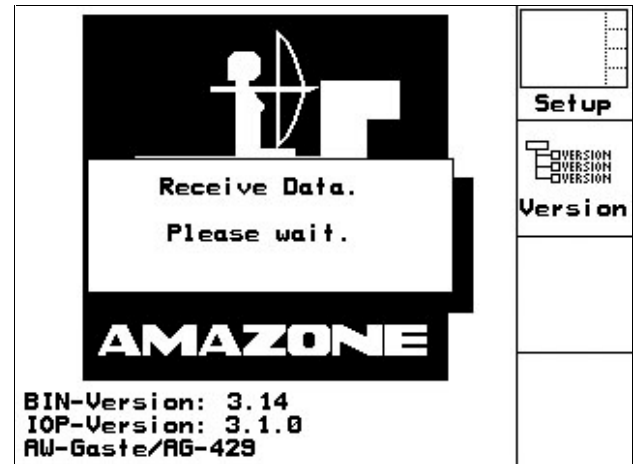 Receive Data.
Please wait.
AMAZONE
BIN-Version: 3.14
IOP-Version: 3.1.0
AW-Gaste/AG-429
Setup
VERSION
VERSION
VERSION
Version